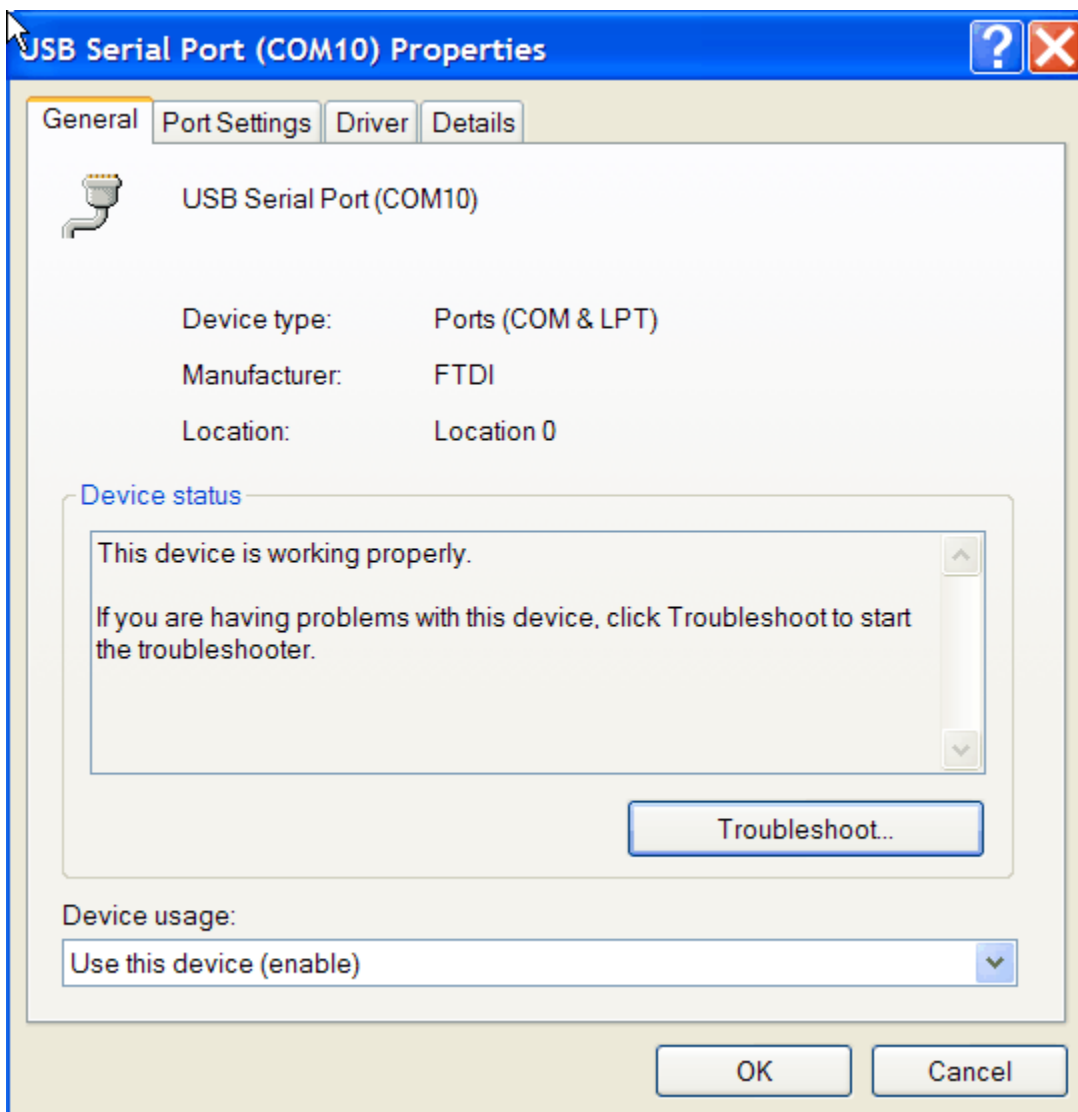 USB Serial Port (COM10) Properties
General Port Settings Driver Details
USB Serial Port (COM10)
Device type: Ports (COM & LPT)
Manufacturer: FTDI
Location: Location 0
Device status
This device is working properly.
If you are having problems with this device, click Troubleshoot to start
the troubleshooter.
Troubleshoot...
Device usage:
Use this device (enable)
OK Cancel